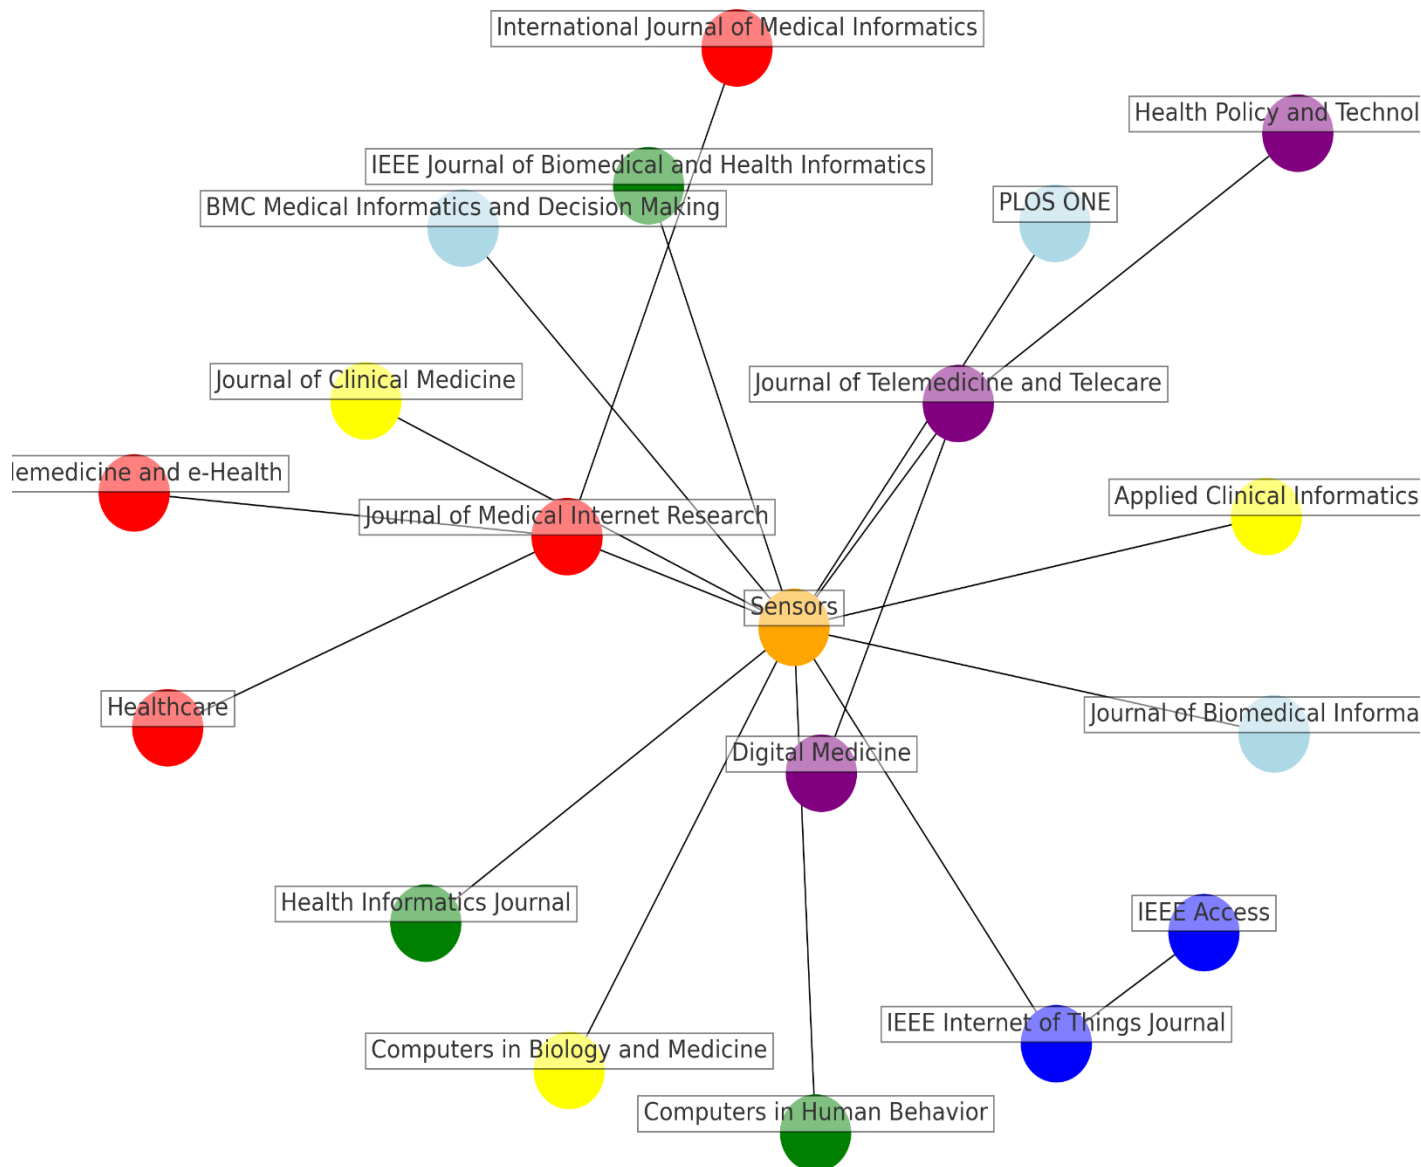 International Journal of Medical Informatics
Health Policy and Technol
IEEE Journal of Biomedical and Health Informatics
BMC Medical Informatics and Decision Making
PLOS ONE
Journal of Clinical Medicine
Journal of Telemedicine and Telecare
lemedicine and e-Health
Applied Clinical Informatics
Journal of Medical Internet Research
Sensors
Healthcare
Journal of Biomedical Informa
Digital Medicine
Health Informatics Journal
IEEE Access
IEEE Internet of Things Journal
Computers in Biology and Medicine
Computers in Human Behavior